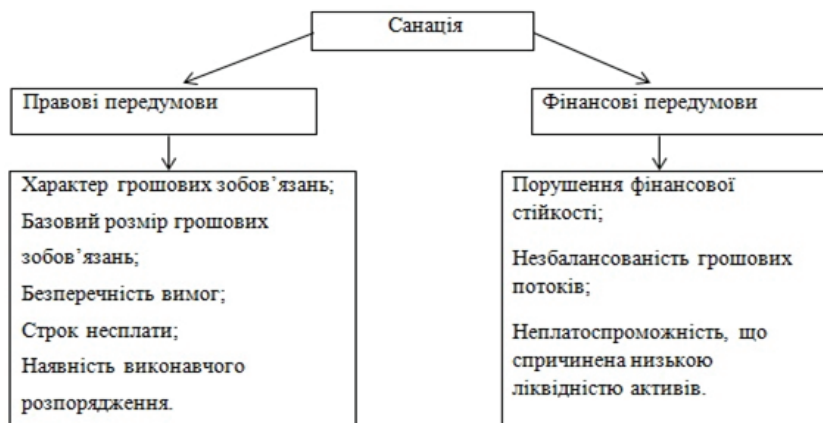 Санація
Правові передумови
Фінансові передумови
Характер грошових зобов’язань;
Базовий розмір грошових
зобов’язань;
Безперечність вимог;
Строк несплати;
Наявність виконавчого
розпорядження.
Порушення фінансової
стійкості;
Незбалансованість грошових
потоків;
Неплатоспроможність, що
спричинена низькою
ліквідністю активів.